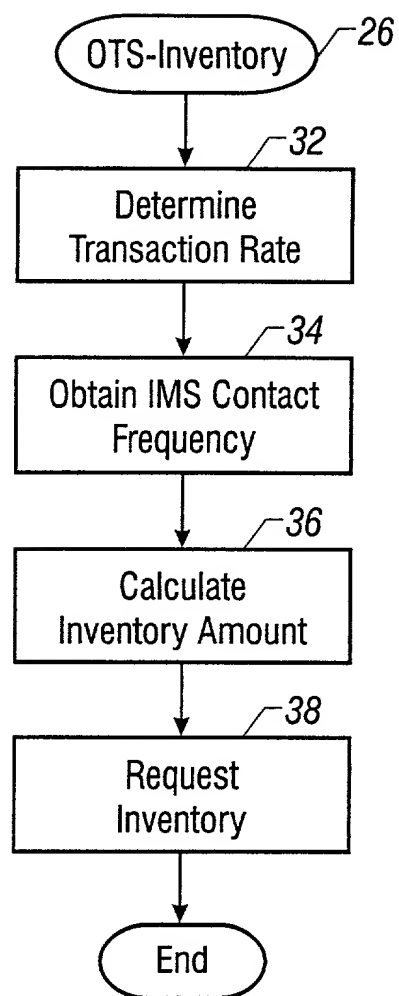 OTS-Inventory
26
32
Determine
Transaction Rate
34
Obtain IMS Contact
Frequency
36
Calculate
Inventory Amount
38
Request
Inventory
End